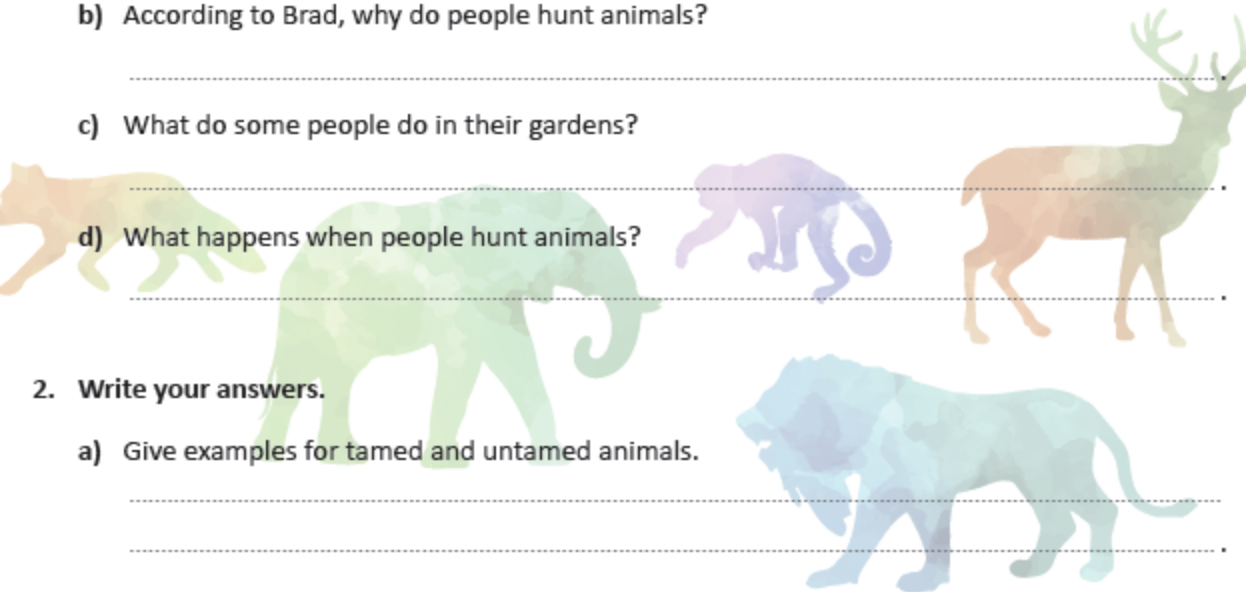 b) According to Brad, why do people hunt animals?
.
c) What do some people do in their gardens?
.
d) What happens when people hunt animals?
.
2. Write your answers.
a) Give examples for tamed and untamed animals.
.